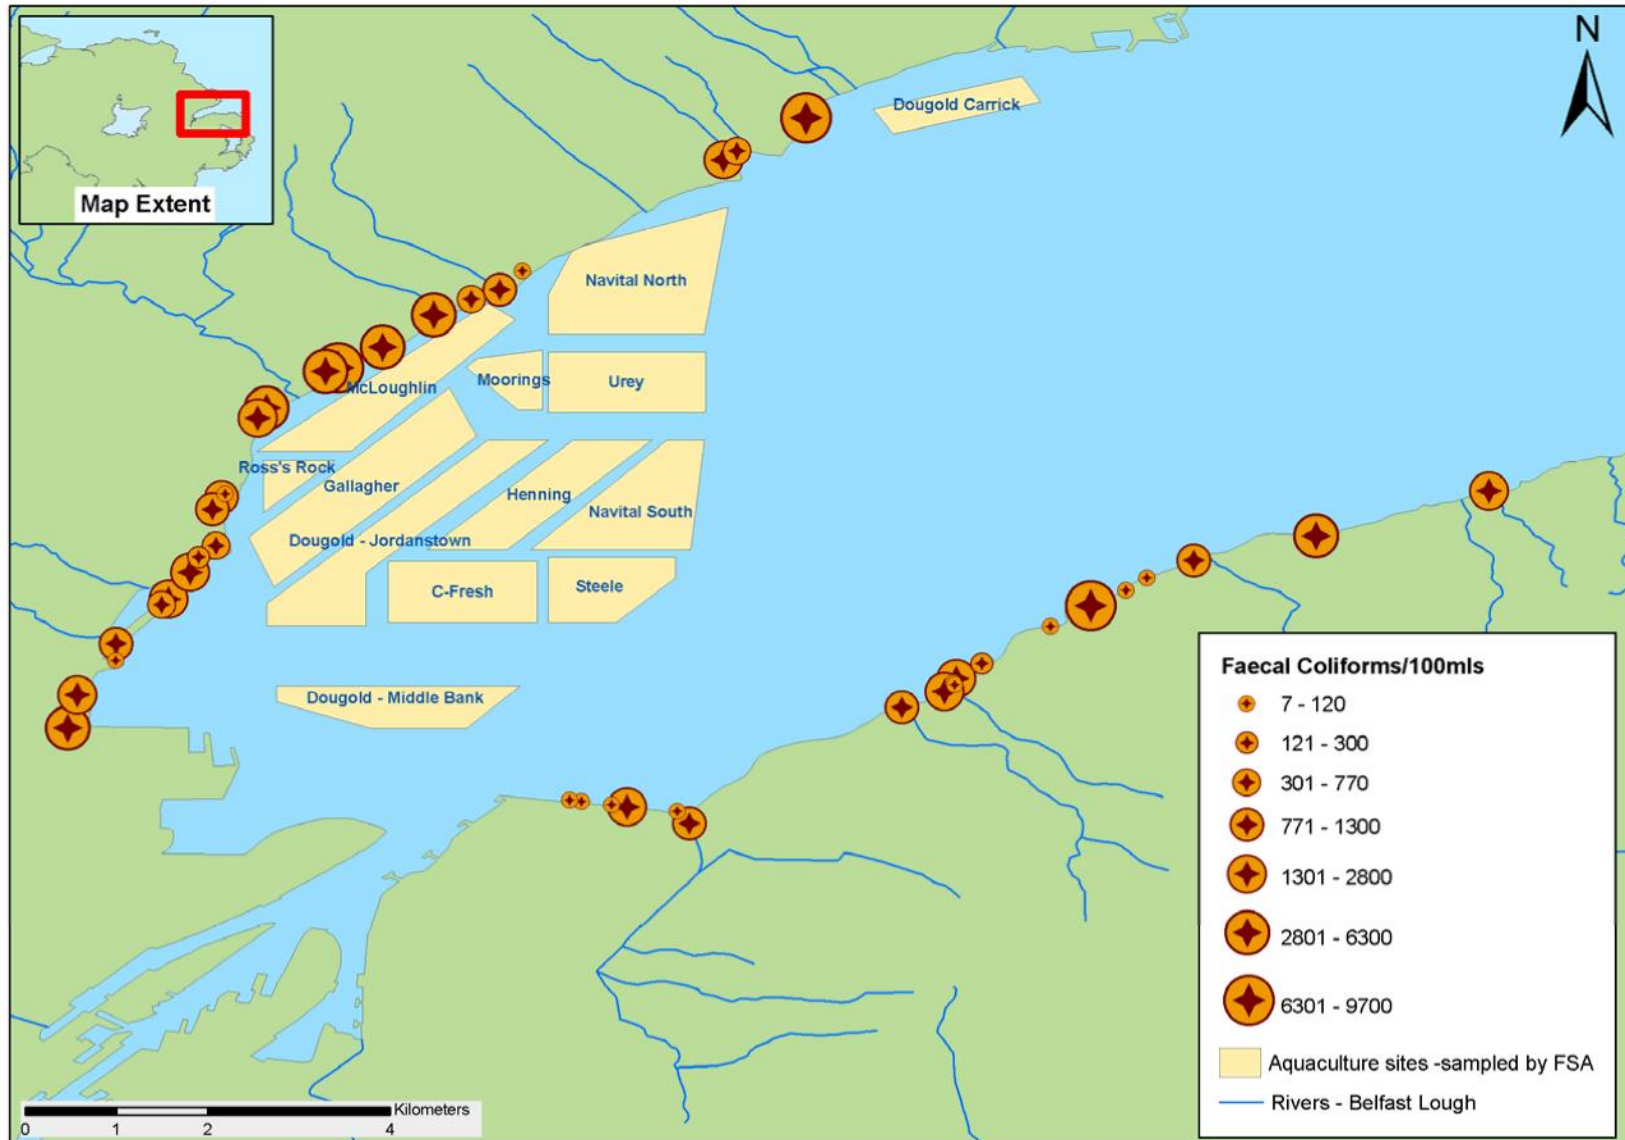 N
Map Extent
Dougold Carrick
Navital North
Moorings
Urey
McLoughlin
Ross's Rock
Gallagher
Henning
Navital South
Dougold - Jordanstown
C-Fresh
Steele
Dougold - Middle Bank
Faecal Coliforms/100mls
7 - 120
121 - 300
301 - 770
771 - 1300
1301 - 2800
2801 - 6300
6301 - 9700
Aquaculture sites -sampled by FSA
Rivers - Belfast Lough
Kilometers
0 1 2 4